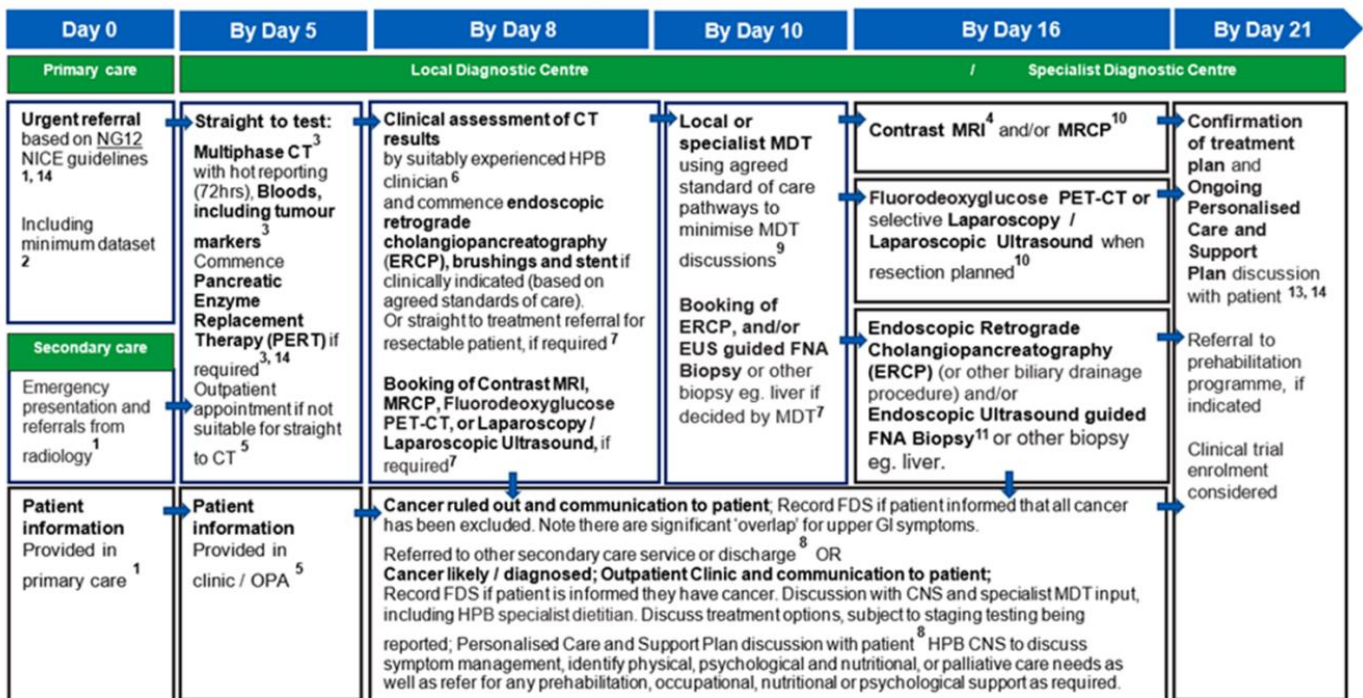 Day 0
By Day 5
By Day 8
By Day 10
By Day 16
By Day 21
Primary care
Local Diagnostic Centre
/
Specialist Diagnostic Centre
Urgent referral
based on NG12
NICE guidelines
1, 14
Including
minimum dataset
2
Secondary care
Emergency
presentation and
referrals from
radiology1
Straight to test:
Multiphase CT3
with hot reporting
(72hrs), Bloods,
including tumour
markers3
Commence
Pancreatic
Enzyme
Replacement
Therapy (PERT) if
required3, 14
Outpatient
appointment if not
suitable for straight
to CT 5
Clinical assessment of CT
results
by suitably experienced HPB
clinician 6
and commence endoscopic
retrograde
cholangiopancreatography
(ERCP), brushings and stent if
clinically indicated (based on
agreed standards of care).
Or straight to treatment referral for
resectable patient, if required 7
Booking of Contrast MRI,
MRCP, Fluorodeoxyglucose
PET-CT, or Laparoscopy /
Laparoscopic Ultrasound, if
required7
Local or
specialist MDT
using agreed
standard of care
pathways to
minimise MDT
discussions9
Booking of
ERCP, and/or
EUS guided FNA
Biopsy or other
biopsy eg. liver if
decided by MDT7
Contrast MRI4 and/or MRCP10
Fluorodeoxyglucose PET-CT or
selective Laparoscopy /
Laparoscopic Ultrasound when
resection planned10
Endoscopic Retrograde
Cholangiopancreatography
(ERCP) (or other biliary drainage
procedure) and/or
Endoscopic Ultrasound guided
FNA Biopsy11 or other biopsy
eg. liver.
Confirmation
of treatment
plan and
Ongoing
Personalised
Care and
Support
Plan discussion
with patient 13, 14
Referral to
prehabilitation
programme, if
indicated
Clinical trial
enrolment
considered
Patient
information
Provided in
primary care 1
Patient
information
Provided in
clinic / OPA 5
Cancer ruled out and communication to patient; Record FDS if patient informed that all cancer
has been excluded. Note there are significant 'overlap' for upper GI symptoms.
Referred to other secondary care service or discharge 8 OR
Cancer likely / diagnosed; Outpatient Clinic and communication to patient;
Record FDS if patient is informed they have cancer. Discussion with CNS and specialist MDT input,
including HPB specialist dietitian. Discuss treatment options, subject to staging testing being
reported; Personalised Care and Support Plan discussion with patient 8 HPB CNS to discuss
symptom management, identify physical, psychological and nutritional, or palliative care needs as
well as refer for any prehabilitation, occupational, nutritional or psychological support as required.